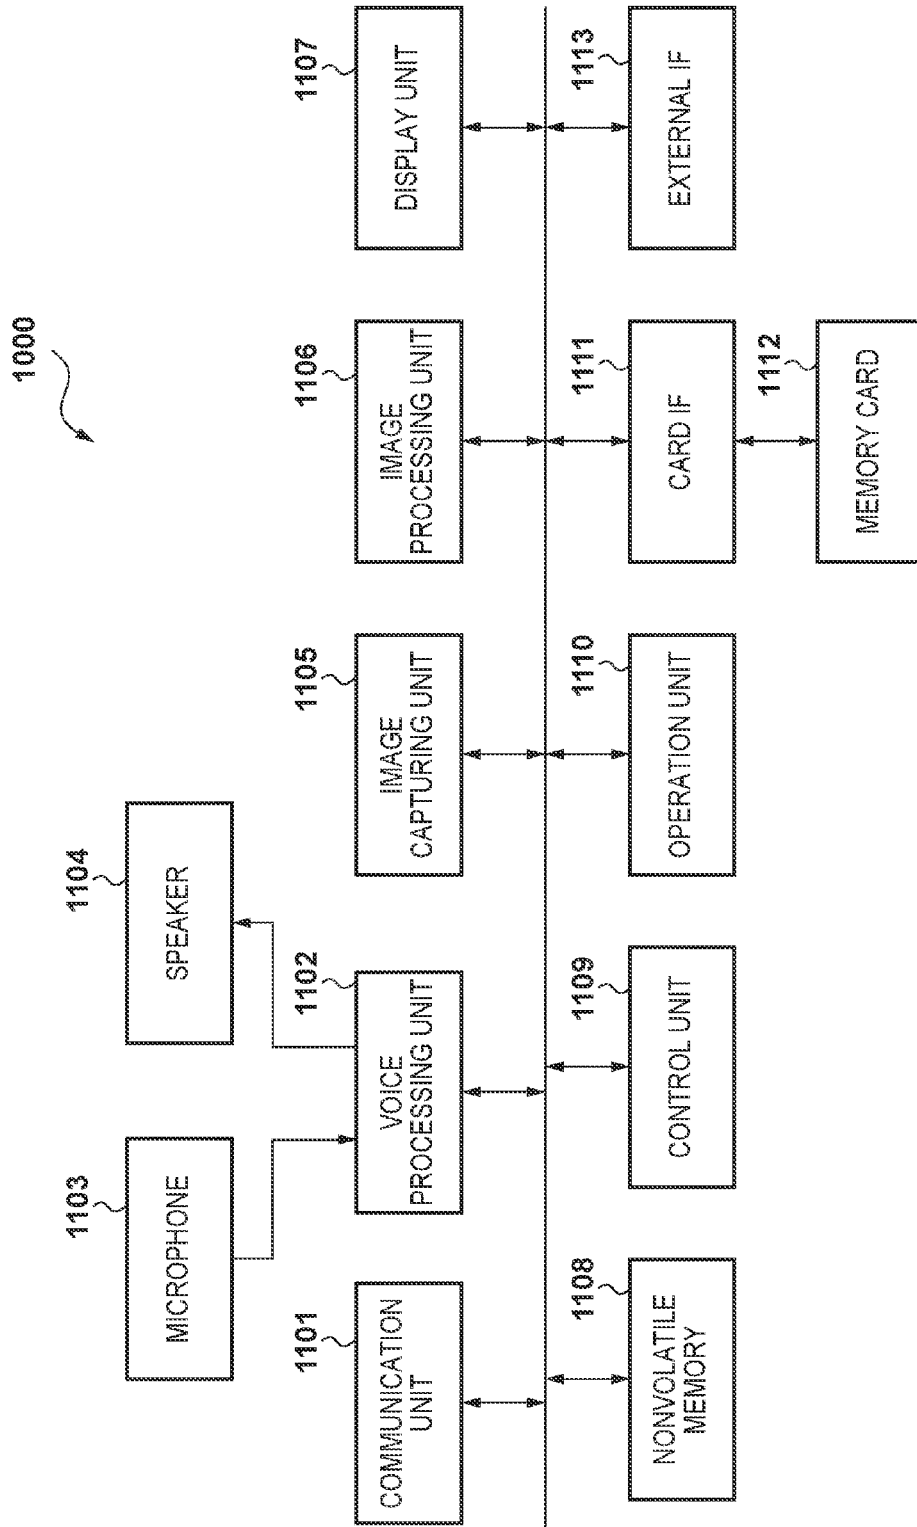 1000
1103
MICROPHONE
1104
SPEAKER
1101
COMMUNICATION
UNIT
1102
VOICE
PROCESSING UNIT
1105
IMAGE
CAPTURING UNIT
1106
IMAGE
PROCESSING UNIT
1107
DISPLAY UNIT
1108
NONVOLATILE
MEMORY
1109
CONTROL UNIT
1110
OPERATION UNIT
1111
CARD IF
1113
EXTERNAL IF
1112
MEMORY CARD